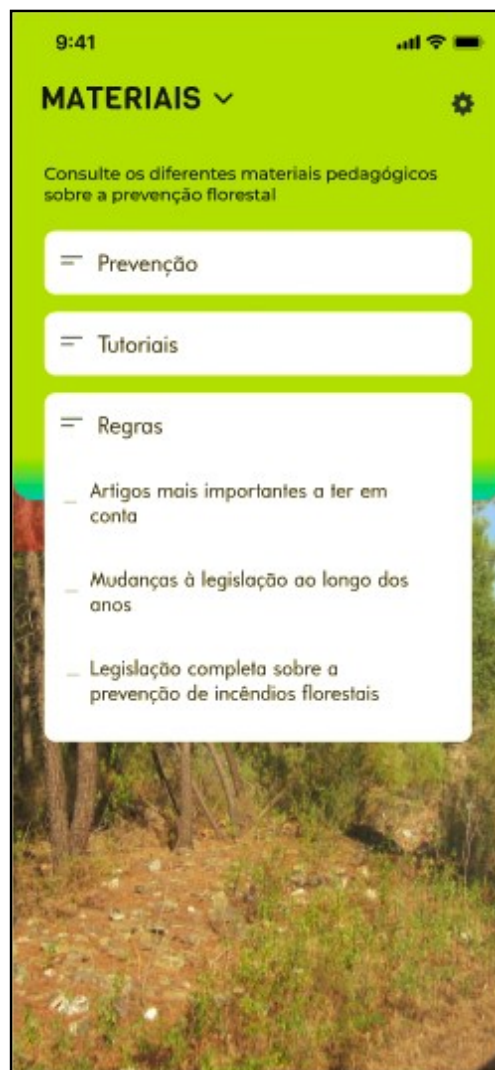 9:41
MATERIAIS
Consulte os diferentes materiais pedagógicos
sobre a prevenção florestal
Prevenção
Tutoriais
Regras
Artigos mais importantes a ter em
conta
Mudanças à legislação ao longo dos
anos
Legislação completa sobre a
prevenção de incêndios florestais